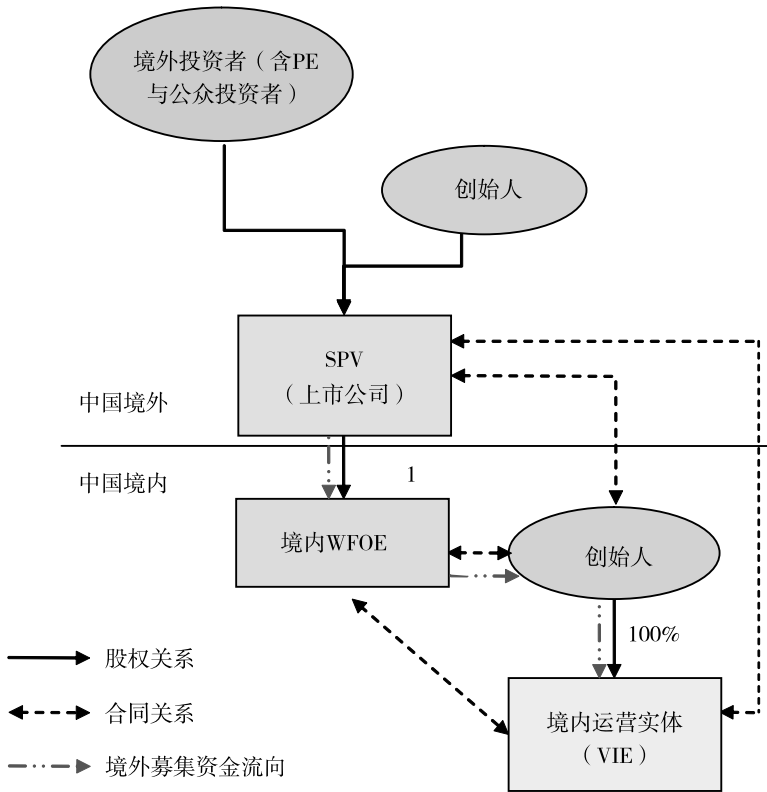 境外投资者（含PE
与公众投资者）
创始人
SPV
（上市公司）
中国境外
中国境内
1
境内WFOE
创始人
100%
股权关系
合同关系
境外募集资金流向
境内运营实体
（VIE）